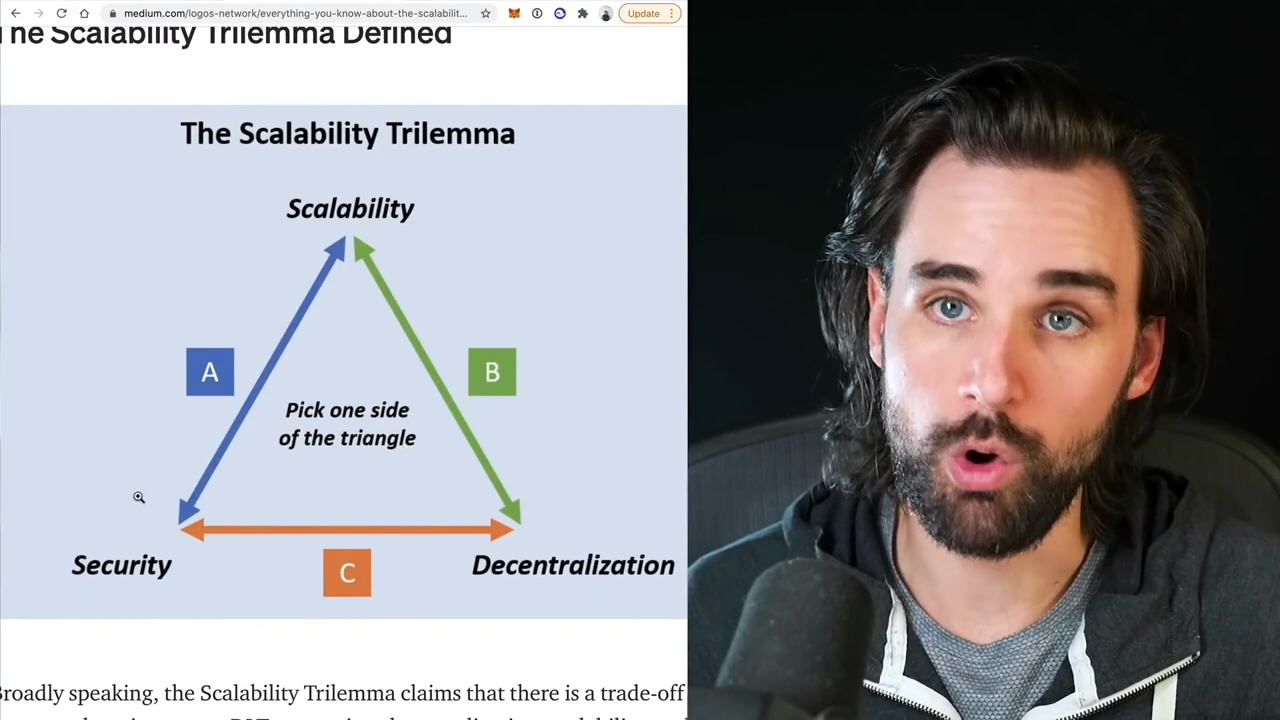 medium.com/logos-network/everything-you-know-about-the-scalabilit...
Update
The Scalability Trilemma Defined
The Scalability Trilemma
Scalability
A
B
Pick one side
of the triangle
Security
C
Decentralization
Broadly speaking, the Scalability Trilemma claims that there is a trade-off